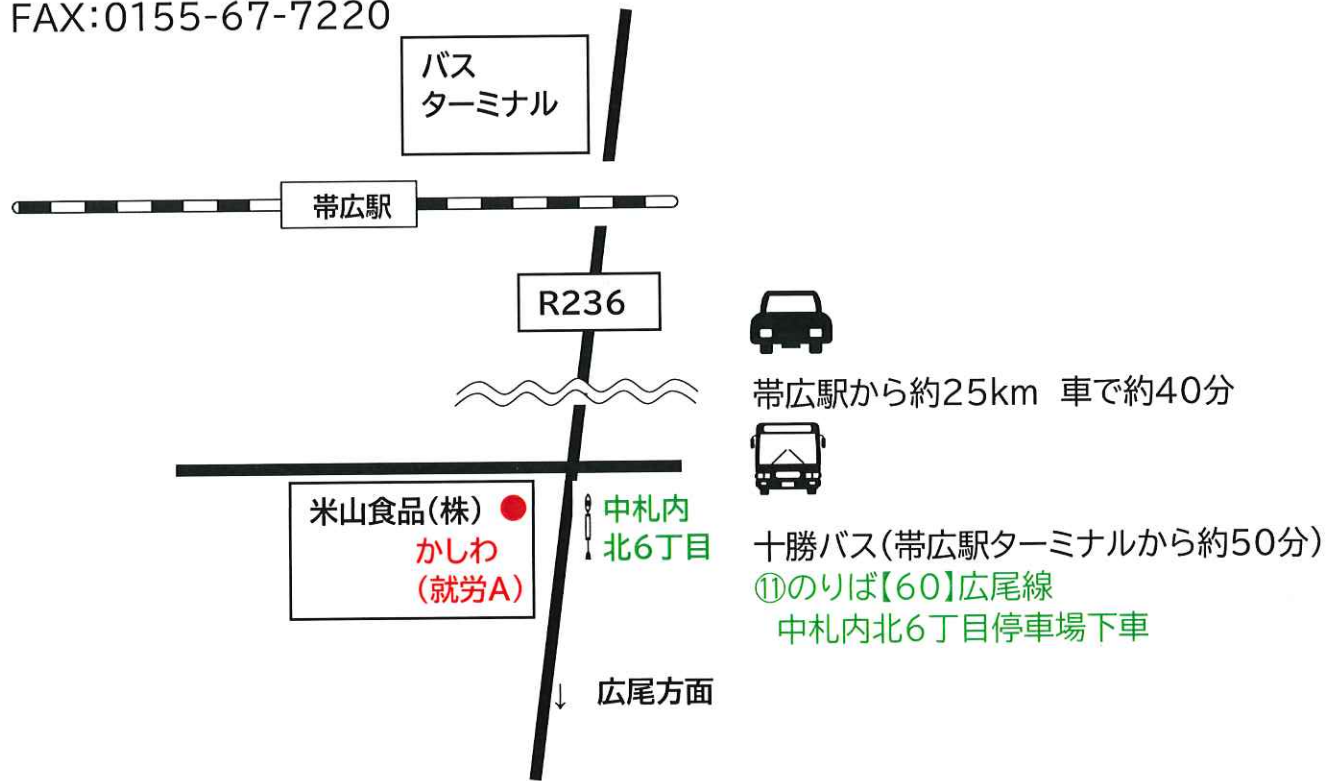 FAX:0155-67-7220
バス
ターミナル
帯広駅
R236
帯広駅から約25km 車で約40分
米山食品(株)
かしわ
(就労A)
中札内
北6丁目
十勝バス(帯広駅ターミナルから約50分)
⑪のりば【60】広尾線
中札内北6丁目停車場下車
↓ 広尾方面